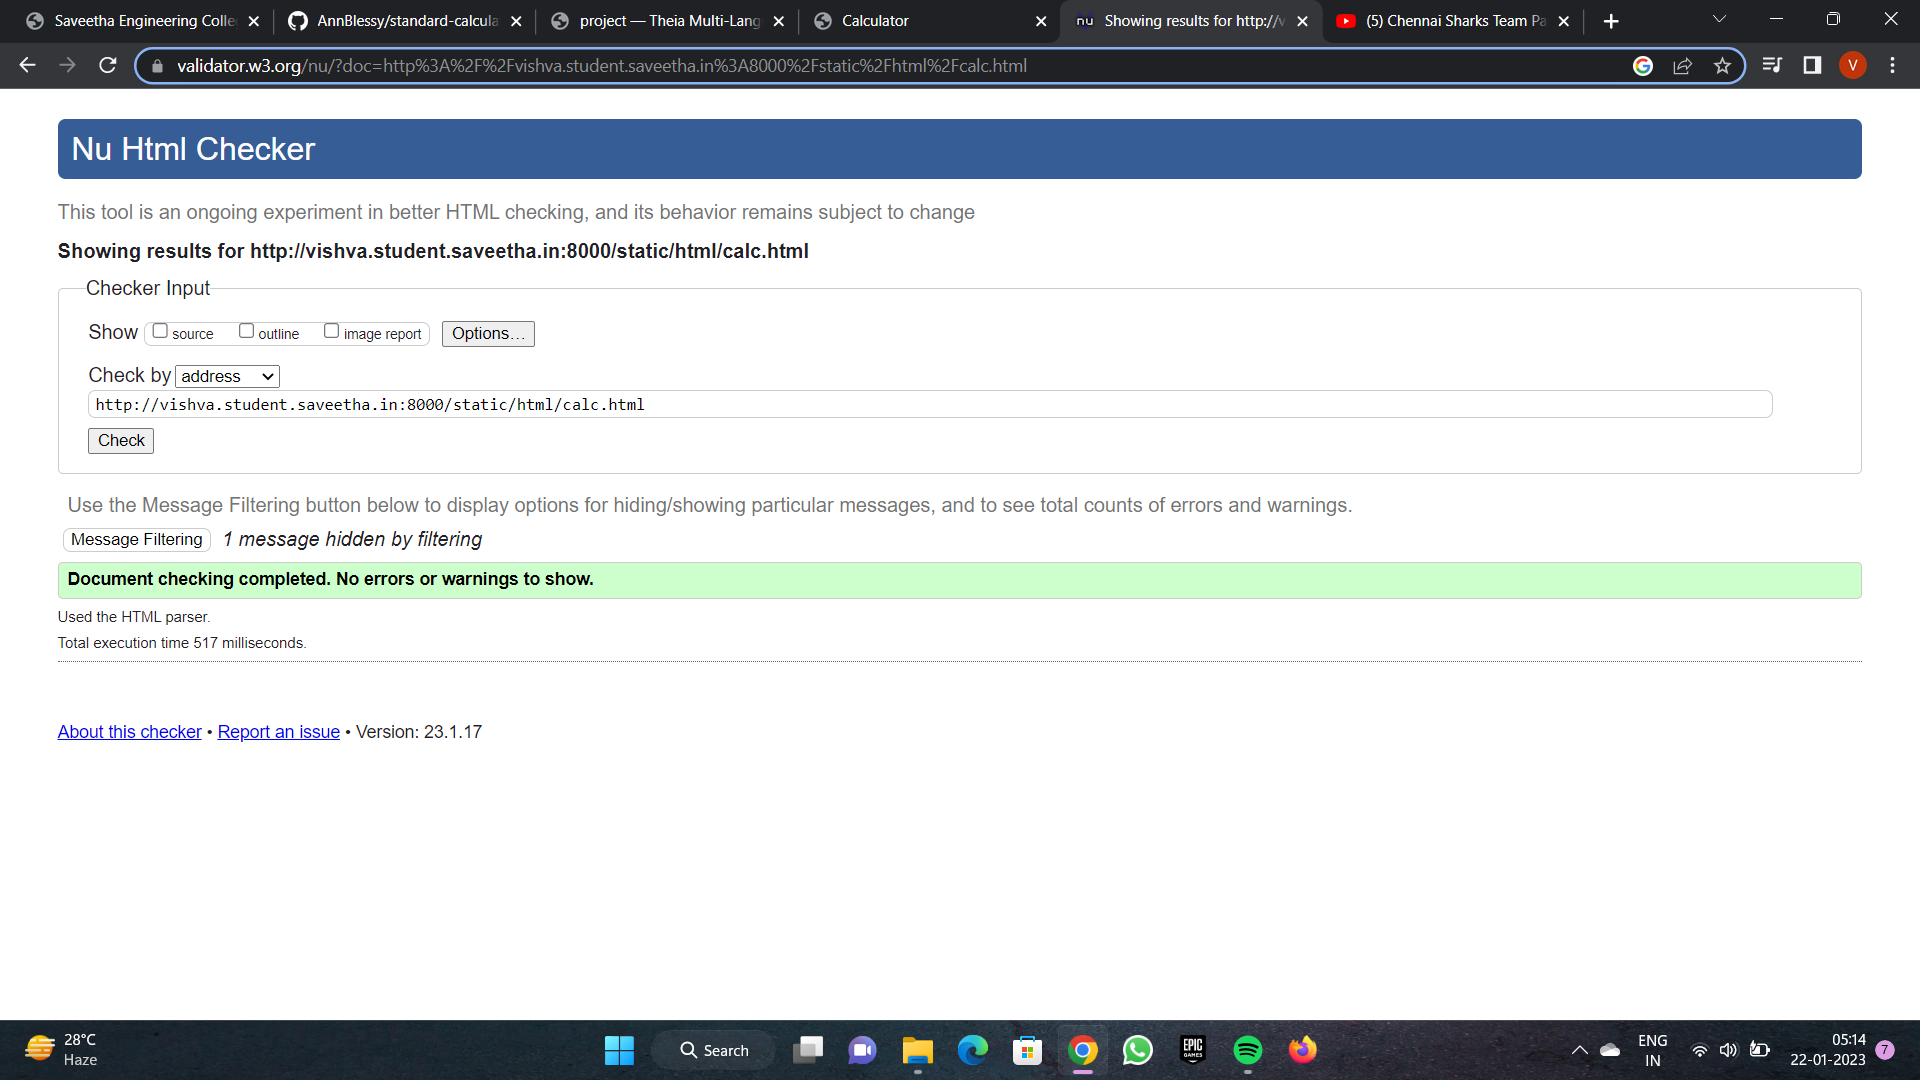 Saveetha Engineering Colle
AnnBlessy/standard-calcula
project — Theia Multi-Lang
Calculator
nu Showing results for http://v
(5) Chennai Sharks Team Pa
validator.w3.org/nu/?doc=http%3A%2F%2Fvishva.student.saveetha.in%3A8000%2Fstatic%2Fhtml%2Fcalc.html
V
Nu Html Checker
This tool is an ongoing experiment in better HTML checking, and its behavior remains subject to change
Showing results for http://vishva.student.saveetha.in:8000/static/html/calc.html
Checker Input
Show source outline image report Options...
Check by address
http://vishva.student.saveetha.in:8000/static/html/calc.html
Check
Use the Message Filtering button below to display options for hiding/showing particular messages, and to see total counts of errors and warnings.
Message Filtering 1 message hidden by filtering
Document checking completed. No errors or warnings to show.
Used the HTML parser.
Total execution time 517 milliseconds.
About this checker • Report an issue • Version: 23.1.17
28°C
Haze
Search
EPIC
GAMES
ENG
IN
05:14
22-01-2023
7